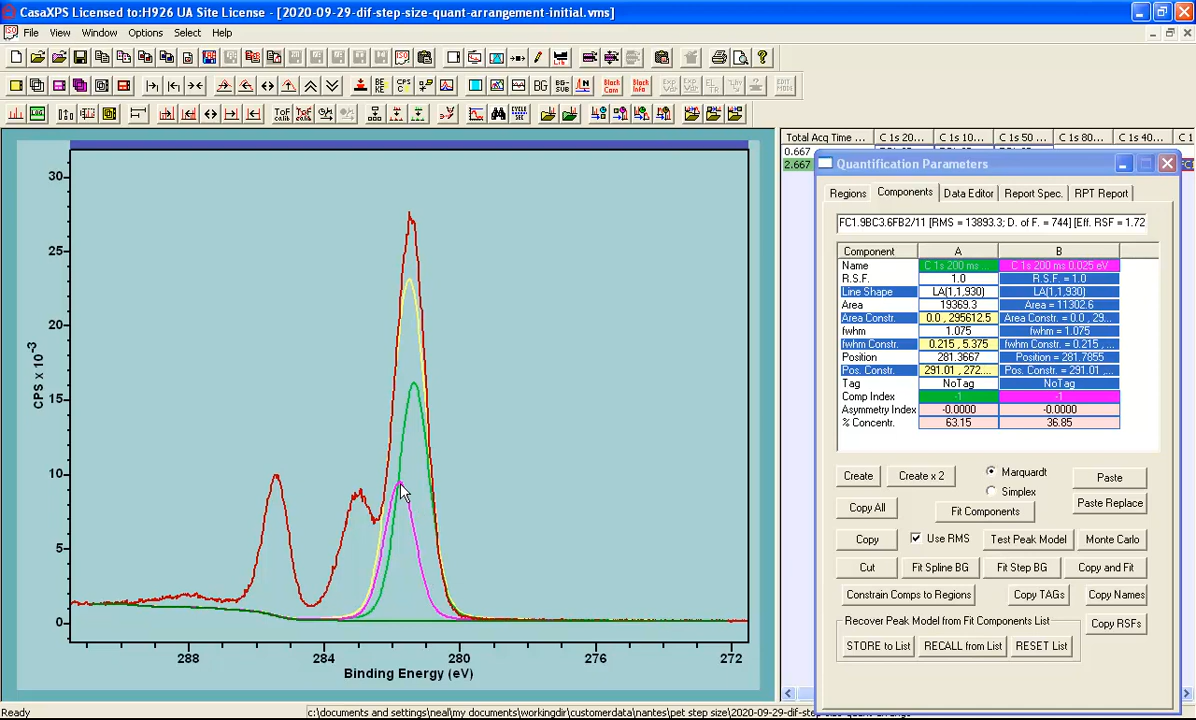 CasaXPS Licensed to:H926 UA Site License - [2020-09-29-dif-step-size-quant-arrangement-initial.vms]
File View Window Options Select Help
Total Acq Time ... C 1s 20... C 1s 10... C 1s 50 ... C 1s 80... C 1s 40... C 1
0.667
2.667
Quantification Parameters
Regions Components Data Editor Report Spec. RPT Report
FC1.9BC3.6FB2/11 [RMS = 13893.3; D. of F. = 744] [Eff. RSF = 1.72
Component A B
Name C 1s 200 ms ... C 1s 200 ms 0.025 eV
R.S.F. 1.0 R.S.F. = 1.0
Line Shape LA(1,1,930) LA(1,1,930)
Area 19369.3 Area = 11302.6
Area Constr. 0.0 , 295612.5 Area Constr. = 0.0 , 29...
fwhm 1.075 fwhm = 1.075
fwhm Constr. 0.215 , 5.375 fwhm Constr. = 0.215 , ...
Position 281.3667 Position = 281.7855
Pos. Constr. 291.01 , 272.... Pos. Constr. = 291.01 , ...
Tag NoTag NoTag
Comp Index -1 -1
Asymmetry Index -0.0000 -0.0000
% Concentr. 63.15 36.85
Create Create x 2 Marquardt Simplex Paste
Copy All Fit Components Paste Replace
Copy Use RMS Test Peak Model Monte Carlo
Cut Fit Spline BG Fit Step BG Copy and Fit
Constrain Comps to Regions Copy TAGs Copy Names
Recover Peak Model from Fit Components List Copy RSFs
STORE to List RECALL from List RESET List
CPS x 10⁻³
30
25
20
15
10
5
0
288 284 280 276 272
Binding Energy (eV)
Ready c:\documents and settings\neal\my documents\workingdir\customerdata\nantes\pet step size\2020-09-29-dif-step-size-quant-arrange